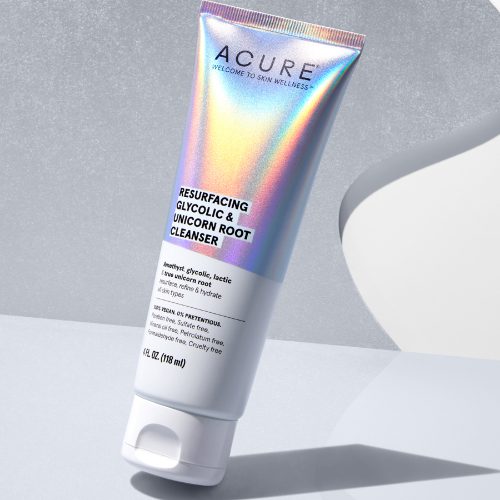 ACURE
WELCOME TO SKIN WELLNESS™
RESURFACING
GLYCOLIC &
UNICORN ROOT
CLEANSER
Amethyst, glycolic, lactic
& true unicorn root
resurface, refine & hydrate
all skin types
100% VEGAN. 0% PRETENTIOUS.
Paraben free, Sulfate free,
Mineral oil free, Petrolatum free,
Formaldehyde free, Cruelty free
4 FL. OZ. (118 ml)